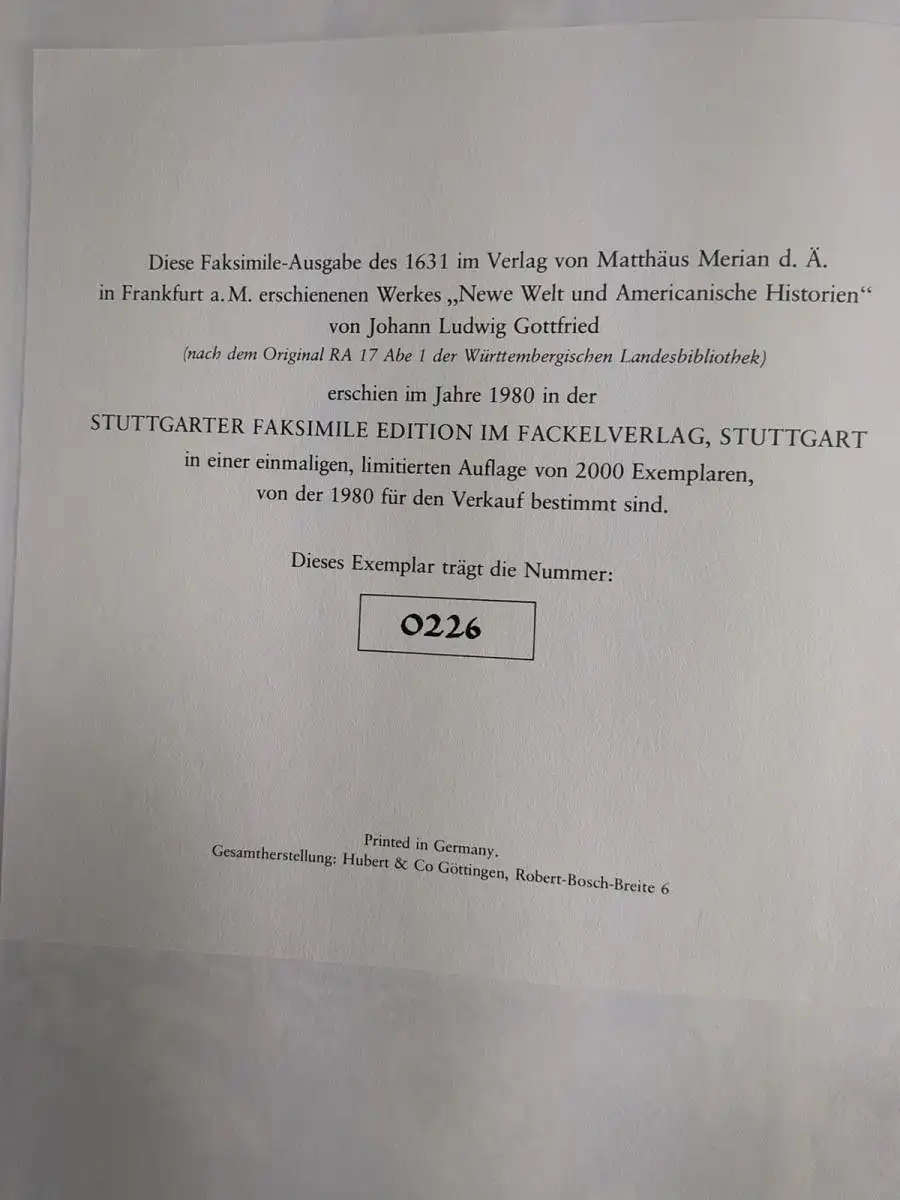 Diese Faksimile-Ausgabe des 1631 im Verlag von Matthäus Merian d. Ä.
in Frankfurt a. M. erschienenen Werkes „Newe Welt und Americanische Historien“
von Johann Ludwig Gottfried
(nach dem Original RA 17 Abe 1 der Württembergischen Landesbibliothek)
erschien im Jahre 1980 in der
STUTTGARTER FAKSIMILE EDITION IM FACKELVERLAG, STUTTGART
in einer einmaligen, limitierten Auflage von 2000 Exemplaren,
von der 1980 für den Verkauf bestimmt sind.
Dieses Exemplar trägt die Nummer:
0226
Printed in Germany.
Gesamtherstellung: Hubert & Co Göttingen, Robert-Bosch-Breite 6